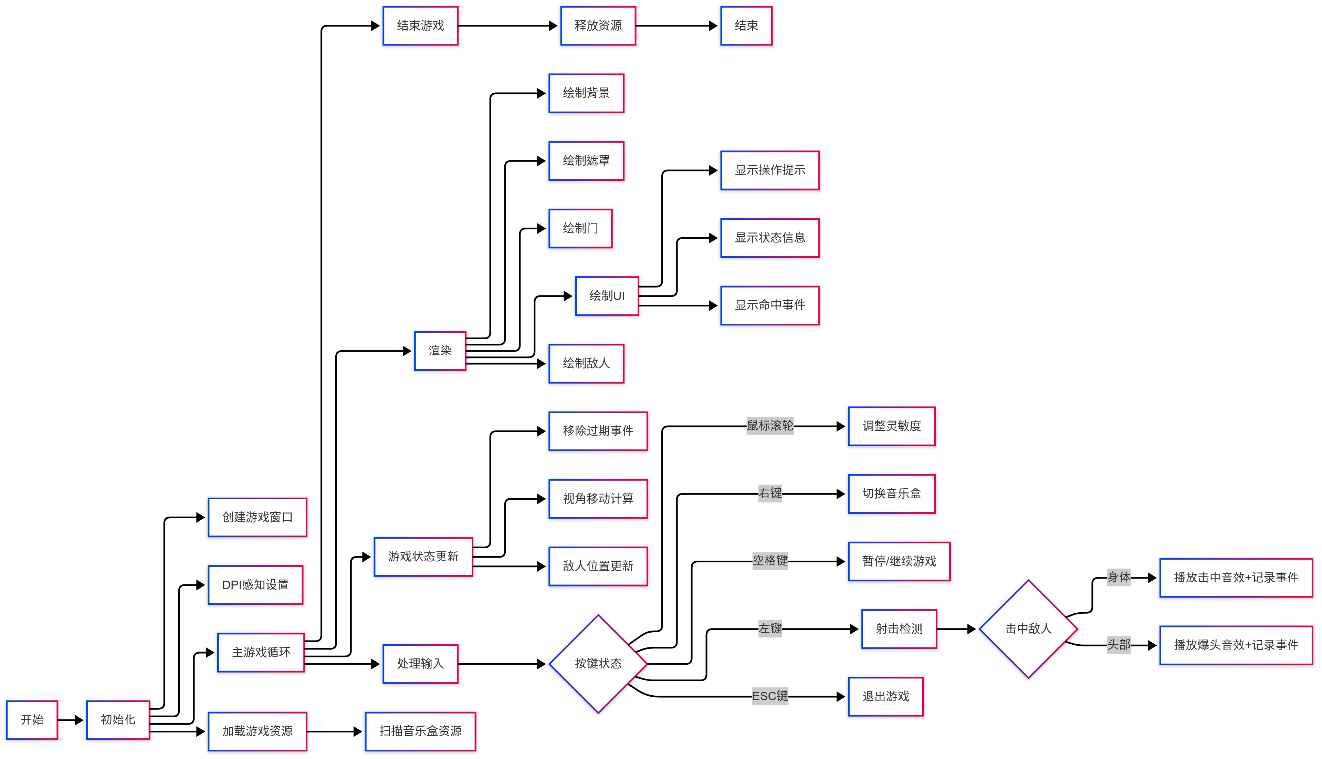 结束游戏
释放资源
结束
绘制背景
绘制遮罩
显示操作提示
绘制门
显示状态信息
绘制UI
显示命中事件
渲染
绘制敌人
鼠标滚轮
调整灵敏度
移除过期事件
右键
切换音乐盒
视角移动计算
创建游戏窗口
游戏状态更新
空格键
暂停/继续游戏
敌人位置更新
DPI感知设置
播放击中音效+记录事件
身体
左键
射击检测
击中敌人
主游戏循环
头部
播放爆头音效+记录事件
处理输入
按键状态
ESC键
退出游戏
开始
初始化
加载游戏资源
扫描音乐盒资源